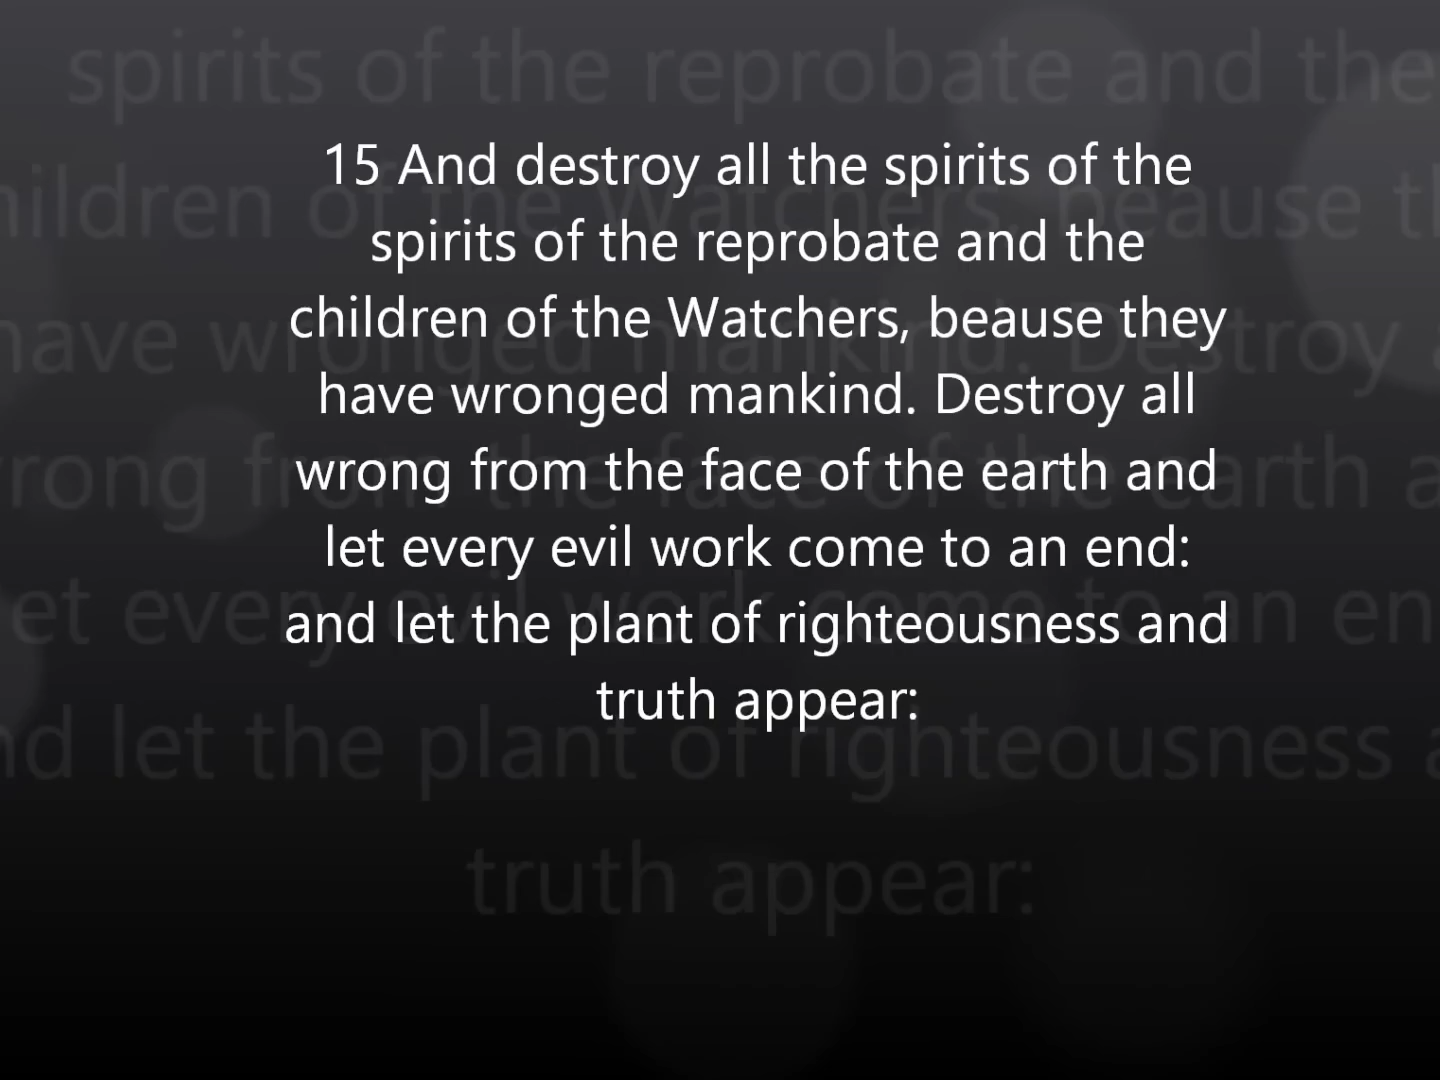 15 And destroy all the spirits of the
spirits of the reprobate and the
children of the Watchers, beause they
have wronged mankind. Destroy all
wrong from the face of the earth and
let every evil work come to an end:
and let the plant of righteousness and
truth appear: